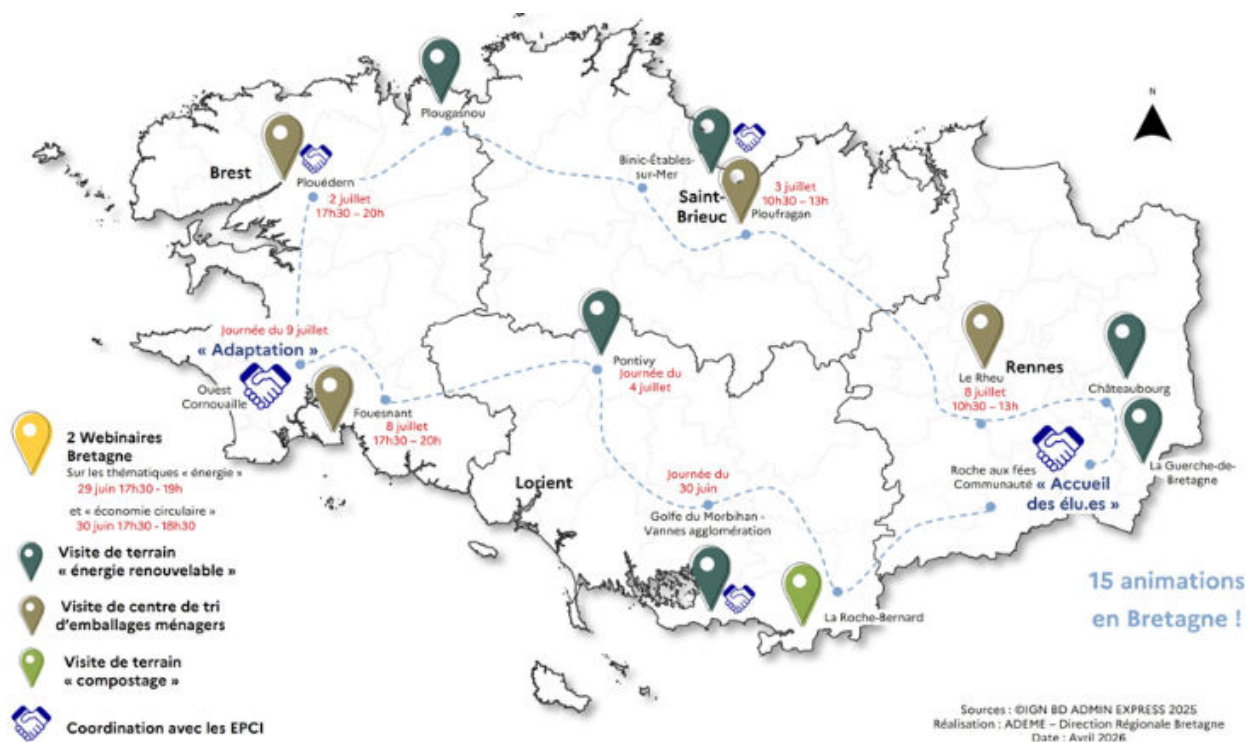 N
Plougasnou
Brest
Plouédern
2 juillet
17h30 – 20h
Binic-Étables-
sur-Mer
Saint-
Brieuc
3 juillet
10h30 – 13h
Ploufragan
Journée du 9 juillet
« Adaptation »
Ouest
Cornouaille
Fouesnant
8 juillet
17h30 – 20h
Pontivy
Journée du
4 juillet
Le Rheu
8 juillet
10h30 – 13h
Rennes
Châteaubourg
La Guerche-de-
Bretagne
Roche aux fées
Communauté
« Accueil
des élu.es »
Lorient
Journée du
30 juin
Golfe du Morbihan -
Vannes agglomération
La Roche-Bernard
2 Webinaires
Bretagne
Sur les thématiques « énergie »
29 juin 17h30 - 19h
et « économie circulaire »
30 juin 17h30 - 18h30
Visite de terrain
« énergie renouvelable »
Visite de centre de tri
d'emballages ménagers
Visite de terrain
« compostage »
Coordination avec les EPCI
15 animations
en Bretagne !
Sources : ©IGN BD ADMIN EXPRESS 2025
Réalisation : ADEME – Direction Régionale Bretagne
Date : Avril 2026